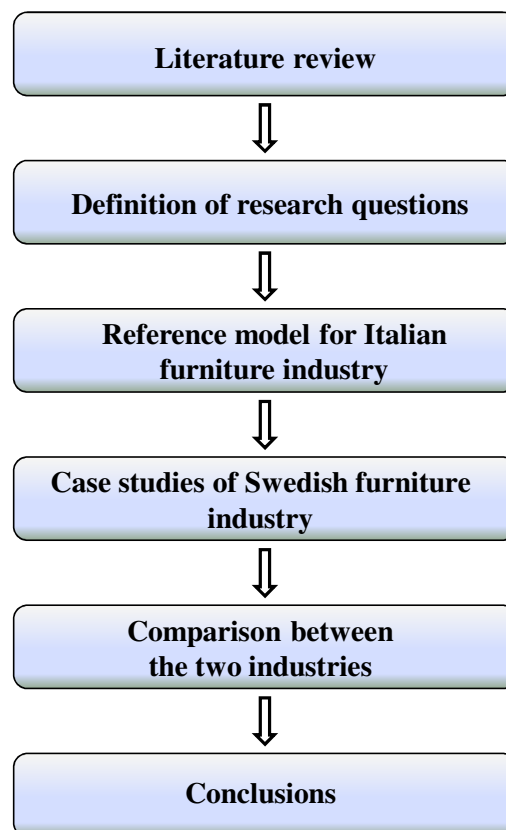 Literature review
Definition of research questions
Reference model for Italian
furniture industry
Case studies of Swedish furniture
industry
Comparison between
the two industries
Conclusions